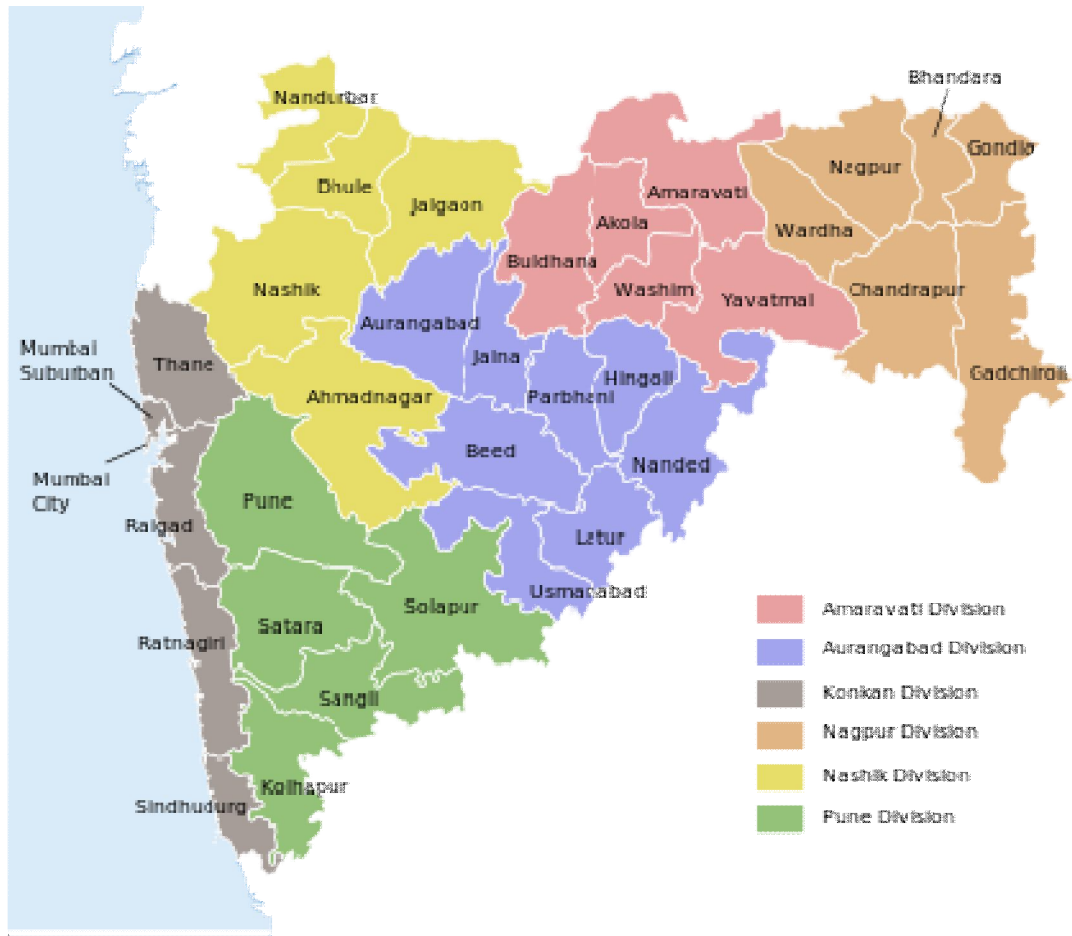 Bhandara
Nandurbar
Nagpur
Gondia
Dhule
Jalgaon
Amaravati
Akola
Wardha
Buldhana
Nashik
Washim
Yavatmal
Chandrapur
Aurangabad
Jalna
Mumbai
Suburban
Thane
Hingoli
Gadchiroli
Ahmadnagar
Parbhani
Beed
Nanded
Mumbai
City
Pune
Raigad
Latur
Usmanabad
Solapur
Satara
Ratnagiri
Sangli
Kolhapur
Sindhudurg
Amaravati Division
Aurangabad Division
Konkan Division
Nagpur Division
Nashik Division
Pune Division